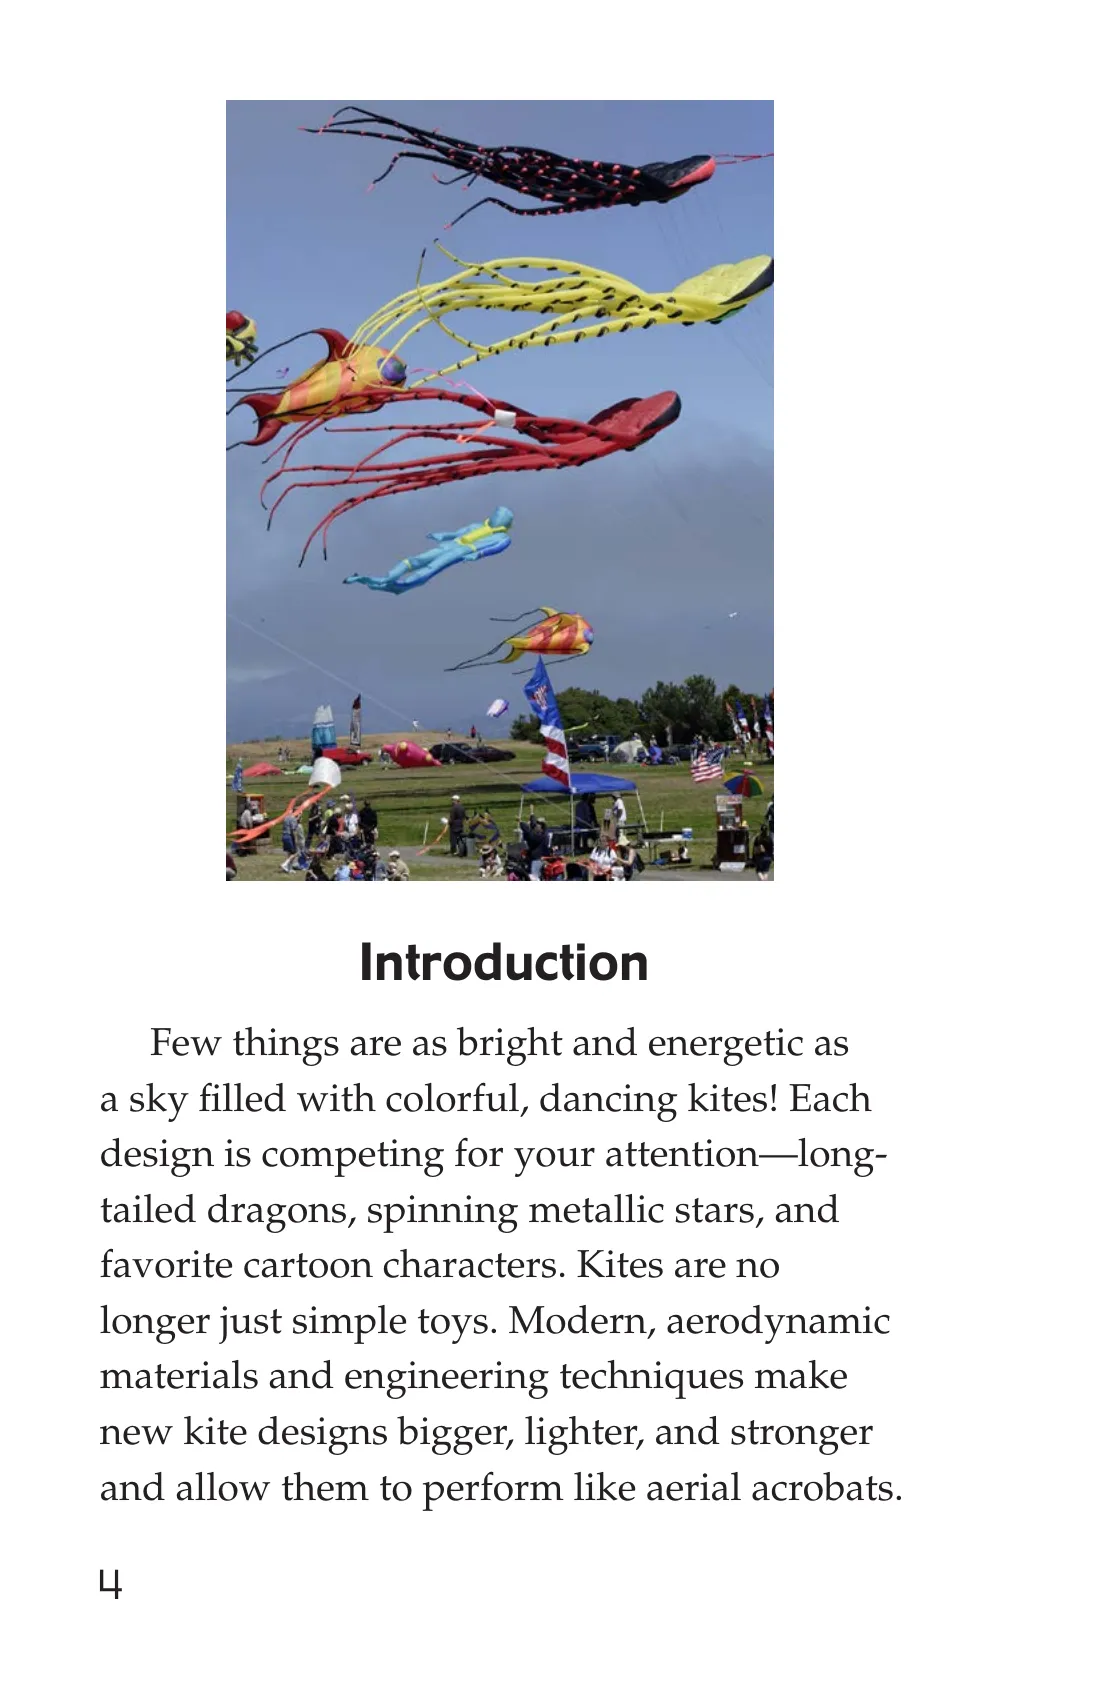 Introduction
Few things are as bright and energetic as
a sky filled with colorful, dancing kites! Each
design is competing for your attention—long-
tailed dragons, spinning metallic stars, and
favorite cartoon characters. Kites are no
longer just simple toys. Modern, aerodynamic
materials and engineering techniques make
new kite designs bigger, lighter, and stronger
and allow them to perform like aerial acrobats.
4